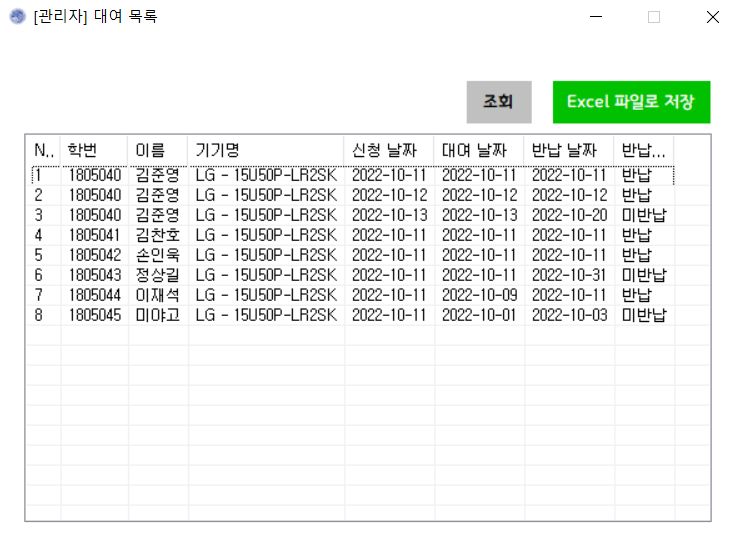 [관리자] 대여 목록
조회 Excel 파일로 저장
N.. 학번 이름 기기명 신청 날짜 대여 날짜 반납 날짜 반납...
1 1805040 김준영 LG - 15U50P-LR2SK 2022-10-11 2022-10-11 2022-10-11 반납
2 1805040 김준영 LG - 15U50P-LR2SK 2022-10-12 2022-10-12 2022-10-12 반납
3 1805040 김준영 LG - 15U50P-LR2SK 2022-10-13 2022-10-13 2022-10-20 미반납
4 1805041 김찬호 LG - 15U50P-LR2SK 2022-10-11 2022-10-11 2022-10-11 반납
5 1805042 손인욱 LG - 15U50P-LR2SK 2022-10-11 2022-10-11 2022-10-11 반납
6 1805043 정상길 LG - 15U50P-LR2SK 2022-10-11 2022-10-11 2022-10-31 미반납
7 1805044 이재석 LG - 15U50P-LR2SK 2022-10-11 2022-10-09 2022-10-11 반납
8 1805045 미야고 LG - 15U50P-LR2SK 2022-10-11 2022-10-01 2022-10-03 미반납